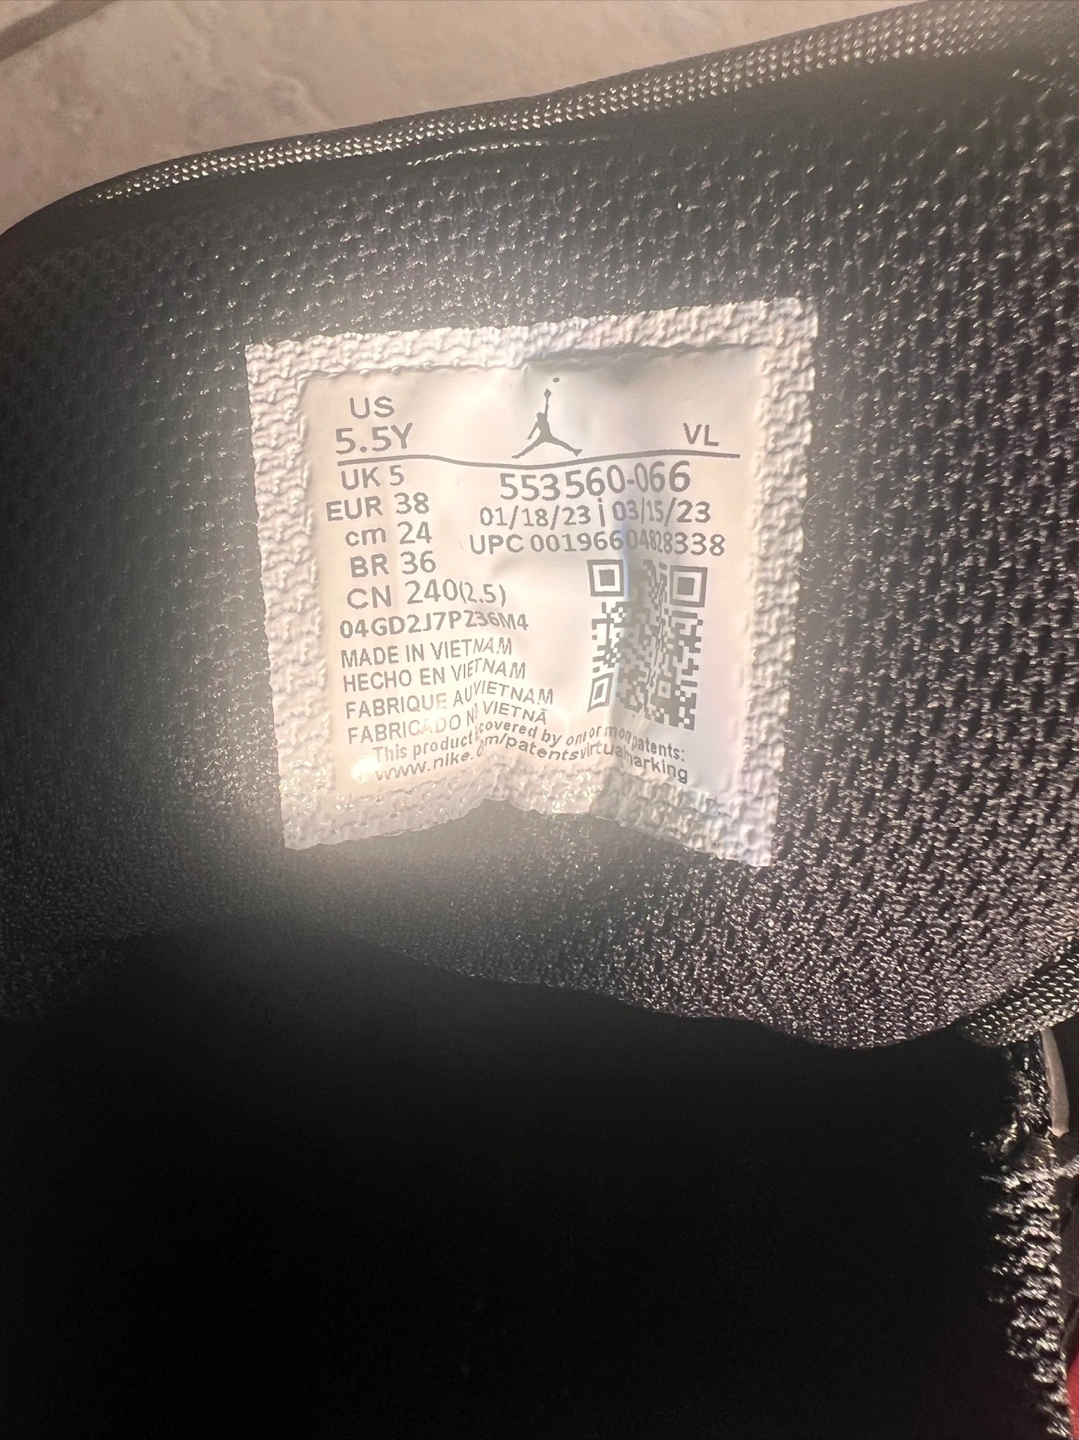 US
5.5Y
VL
UK 5
EUR 38
cm 24
BR 36
CN 240(2.5)
553560-066
01/18/23 | 03/15/23
UPC 00196604828338
04GD2J7PZ36M4
MADE IN VIETNAM
HECHO EN VIETNAM
FABRIQUE AU VIETNAM
FABRICADO NO VIETNÃ
This product covered by one or more patents:
www.nike.com/patentsvirtualmarking